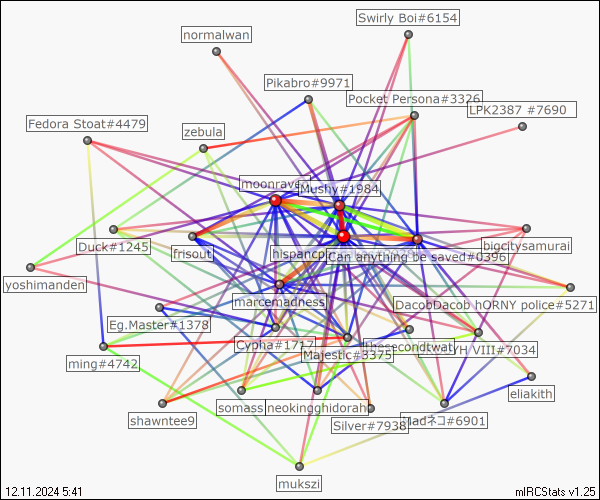 Swirly Boi#6154
normalwan
Pikabro#9971
Pocket Persona#3326
LPK2387 #7690
Fedora Stoat#4479
zebula
moonrave
Mushy#1984
Duck#1245
frisout
hispancp
Can anything be saved#0396
bigcitysamurai
yoshimanden
marcemadness
DacobDacob hORNY police#5271
Eg.Master#1378
Cypha#1717
Majestic#3375
thesecondtwat
VIII#7034
ming#4742
eliakith
shawntee9
somass
neokingghidorah
Silver#7938
Madネコ#6901
mukszi
12.11.2024 5:41
mIRCStats v1.25